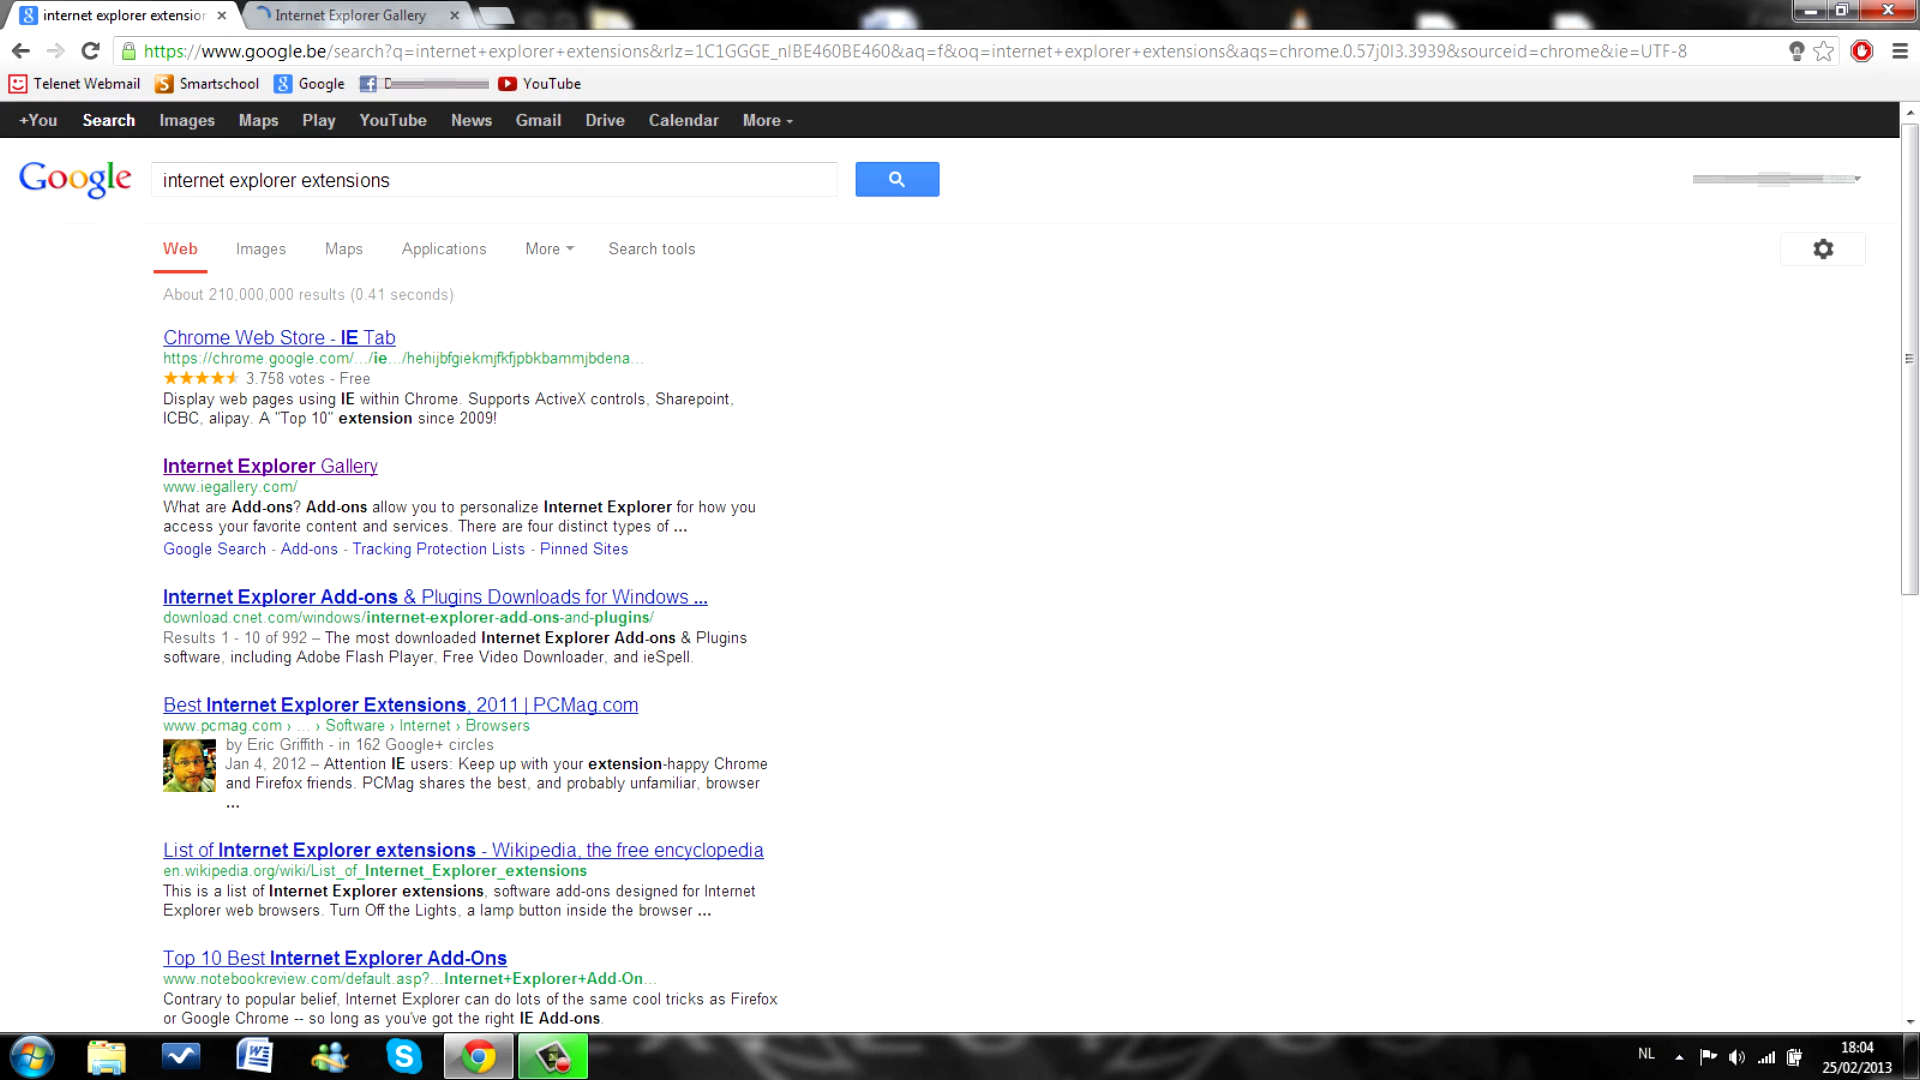 internet explorer extension
Internet Explorer Gallery
https://www.google.be/search?q=internet+explorer+extensions&rlz=1C1GGGE_nlBE460BE460&aq=f&oq=internet+explorer+extensions&aqs=chrome.0.57j0l3.3939&sourceid=chrome&ie=UTF-8
Telenet Webmail Smartschool Google D YouTube
+You Search Images Maps Play YouTube News Gmail Drive Calendar More
Google internet explorer extensions
Web Images Maps Applications More Search tools
About 210,000,000 results (0.41 seconds)
Chrome Web Store - IE Tab
https://chrome.google.com/.../ie.../hehijbfgiekmjfkfjpbkbammjbdena...
3.758 votes - Free
Display web pages using IE within Chrome. Supports ActiveX controls, Sharepoint,
ICBC, alipay. A "Top 10" extension since 2009!
Internet Explorer Gallery
www.iegallery.com/
What are Add-ons? Add-ons allow you to personalize Internet Explorer for how you
access your favorite content and services. There are four distinct types of ...
Google Search - Add-ons - Tracking Protection Lists - Pinned Sites
Internet Explorer Add-ons & Plugins Downloads for Windows ...
download.cnet.com/windows/internet-explorer-add-ons-and-plugins/
Results 1 - 10 of 992 – The most downloaded Internet Explorer Add-ons & Plugins
software, including Adobe Flash Player, Free Video Downloader, and ieSpell.
Best Internet Explorer Extensions, 2011 | PCMag.com
www.pcmag.com › ... › Software › Internet › Browsers
by Eric Griffith - in 162 Google+ circles
Jan 4, 2012 – Attention IE users: Keep up with your extension-happy Chrome
and Firefox friends. PCMag shares the best, and probably unfamiliar, browser
...
List of Internet Explorer extensions - Wikipedia, the free encyclopedia
en.wikipedia.org/wiki/List_of_Internet_Explorer_extensions
This is a list of Internet Explorer extensions, software add-ons designed for Internet
Explorer web browsers. Turn Off the Lights, a lamp button inside the browser ...
Top 10 Best Internet Explorer Add-Ons
www.notebookreview.com/default.asp?...Internet+Explorer+Add-On...
Contrary to popular belief, Internet Explorer can do lots of the same cool tricks as Firefox
or Google Chrome -- so long as you've got the right IE Add-ons.
NL
18:04
25/02/2013